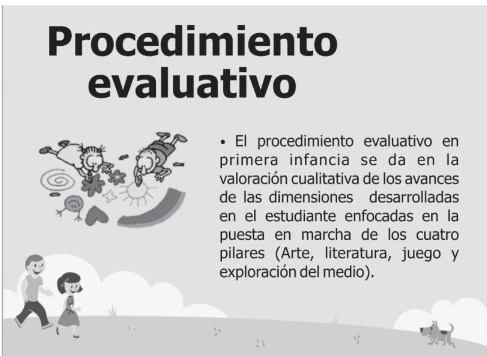 Procedimiento
evaluativo
• El procedimiento evaluativo en
primera infancia se da en la
valoración cualitativa de los avances
de las dimensiones desarrolladas
en el estudiante enfocadas en la
puesta en marcha de los cuatro
pilares (Arte, literatura, juego y
exploración del medio).